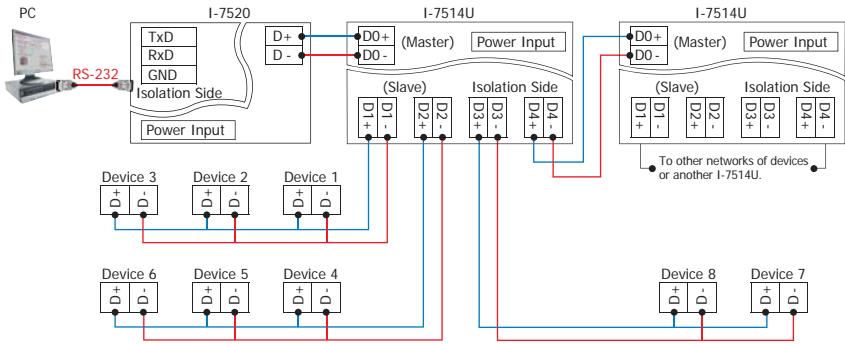 PC
I-7520
I-7514U
I-7514U
TxD
RxD
GND
Isolation Side
Power Input
RS-232
D+
D -
D0+
D0 -
(Master)
Power Input
(Slave)
Isolation Side
D1+
D1 -
D2+
D2 -
D3+
D3 -
D4+
D4 -
D0+
D0 -
(Master)
Power Input
(Slave)
Isolation Side
D1+
D1 -
D2+
D2 -
D3+
D3 -
D4+
D4 -
To other networks of devices
or another I-7514U.
Device 3
Device 2
Device 1
D+
D -
D+
D -
D+
D -
Device 6
Device 5
Device 4
D+
D -
D+
D -
D+
D -
Device 8
Device 7
D+
D -
D+
D -